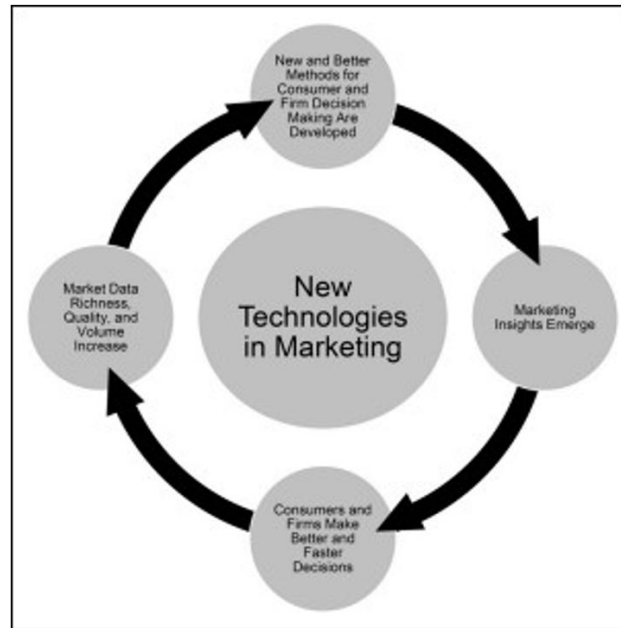 New and Better
Methods for
Consumer and
Firm Decision
Making Are
Developed
Market Data
Richness,
Quality, and
Volume
Increase
New
Technologies
in Marketing
Marketing
Insights Emerge
Consumers and
Firms Make
Better and
Faster
Decisions